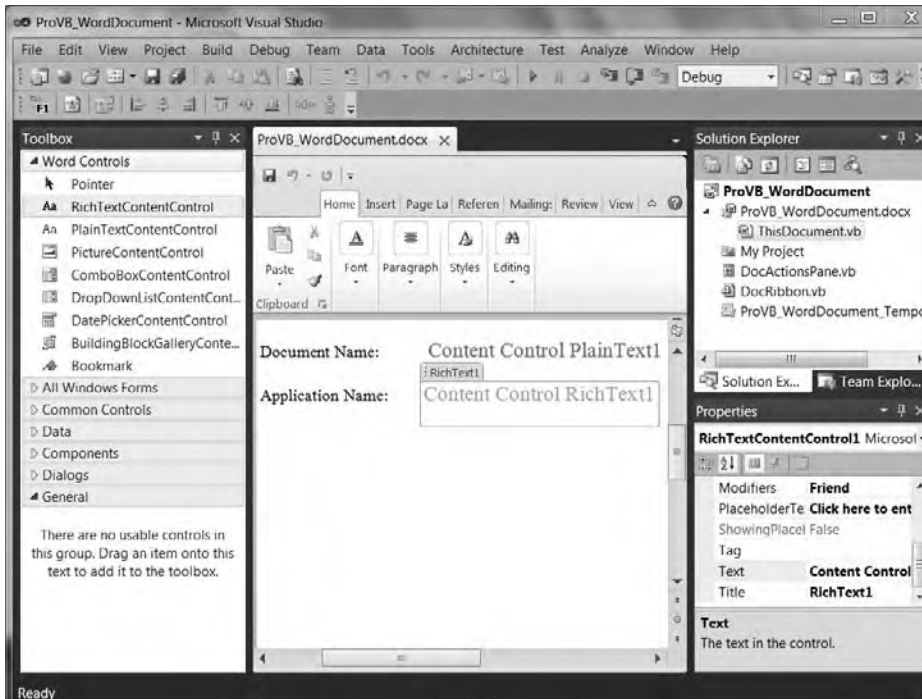 ProVB_WordDocument - Microsoft Visual Studio
File Edit View Project Build Debug Team Data Tools Architecture Test Analyze Window Help
Debug
F1
Toolbox
Word Controls
Pointer
Aa RichTextContentControl
Aa PlainTextContentControl
PictureContentControl
ComboBoxContentControl
DropDownListContentCont...
DatePickerContentControl
BuildingBlockGalleryConte...
Bookmark
All Windows Forms
Common Controls
Data
Components
Dialogs
General
There are no usable controls in
this group. Drag an item onto this
text to add it to the toolbox.
ProVB_WordDocument.docx
Home Insert Page La Referen Mailing: Review View
Paste
Font Paragraph Styles Editing
Clipboard
Document Name: Content Control PlainText1
RichText1
Application Name: Content Control RichText1
Solution Explorer
ProVB_WordDocument
ProVB_WordDocument.docx
ThisDocument.vb
My Project
DocActionsPane.vb
DocRibbon.vb
ProVB_WordDocument_Tempo
Solution Ex... Team Explo...
Properties
RichTextContentControl1 Microsof
Modifiers Friend
PlaceholderTe Click here to ent
ShowingPlacel False
Tag
Text Content Control
Title RichText1
Text
The text in the control.
Ready